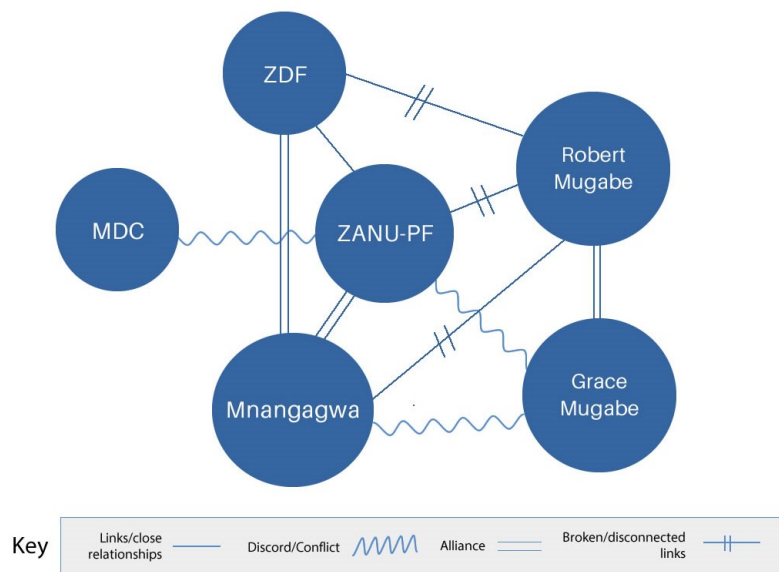 ZDF
Robert
Mugabe
MDC
ZANU-PF
Mnangagwa
Grace
Mugabe
Key
Links/close
relationships
Discord/Conflict
Alliance
Broken/disconnected
links